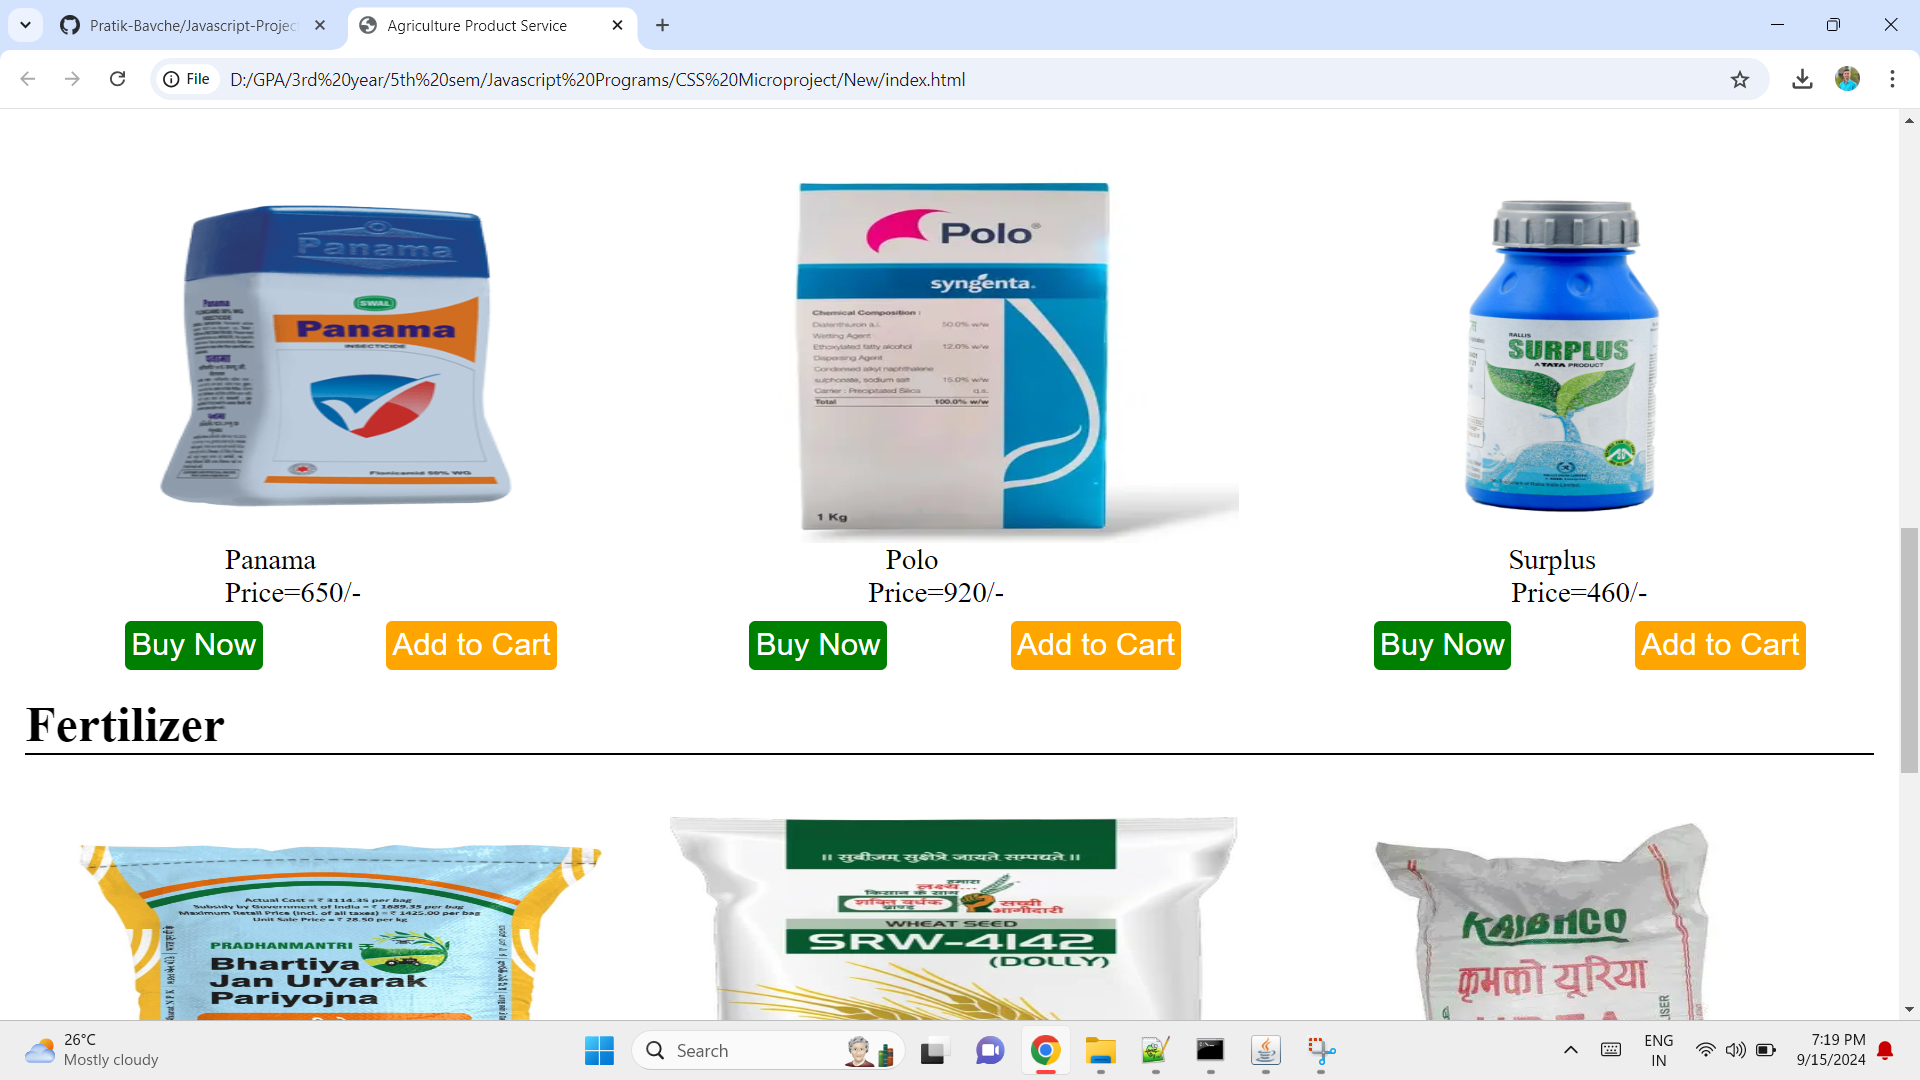 Pratik-Bavche/Javascript-Projec
Agriculture Product Service
File
D:/GPA/3rd%20year/5th%20sem/Javascript%20Programs/CSS%20Microproject/New/index.html
Panama
SWAL
Panama
INSECTICIDE
Flonicamid 50% WG
Polo®
syngenta.
Chemical Composition :
Diafenthiuron a.i. 50.0% w/w
Wetting Agent
Ethoxylated fatty alcohol 12.0% w/w
Dispersing Agent
Condensed alkyl naphthalene
sulphonate, sodium salt 15.0% w/w
Carrier : Precipitated Silica q.s.
Total 100.0% w/w
1 Kg
RALLIS
SURPLUS
A TATA PRODUCT
Panama
Price=650/-
Polo
Price=920/-
Surplus
Price=460/-
Buy Now
Add to Cart
Buy Now
Add to Cart
Buy Now
Add to Cart
Fertilizer
Actual Cost = ₹ 3114.35 per bag
Subsidy by Government of India = ₹ 1689.35 per bag
Maximum Retail Price (incl. of all taxes) = ₹ 1425.00 per bag
Unit Sale Price = ₹ 28.50 per kg
PRADHANMANTRI
Bhartiya
Jan Urvarak
Pariyojna
॥ सुबीजम् सुक्षेत्रे जायते सम्पद्यते ॥
हमारा
लक्ष्य...
किसान के साथ
शक्ति वर्धक
ब्राण्ड
सच्ची
भागीदारी
WHEAT SEED
SRW-4142
(DOLLY)
KRIBHCO
कृभको यूरिया
26°C
Mostly cloudy
Search
ENG
IN
7:19 PM
9/15/2024